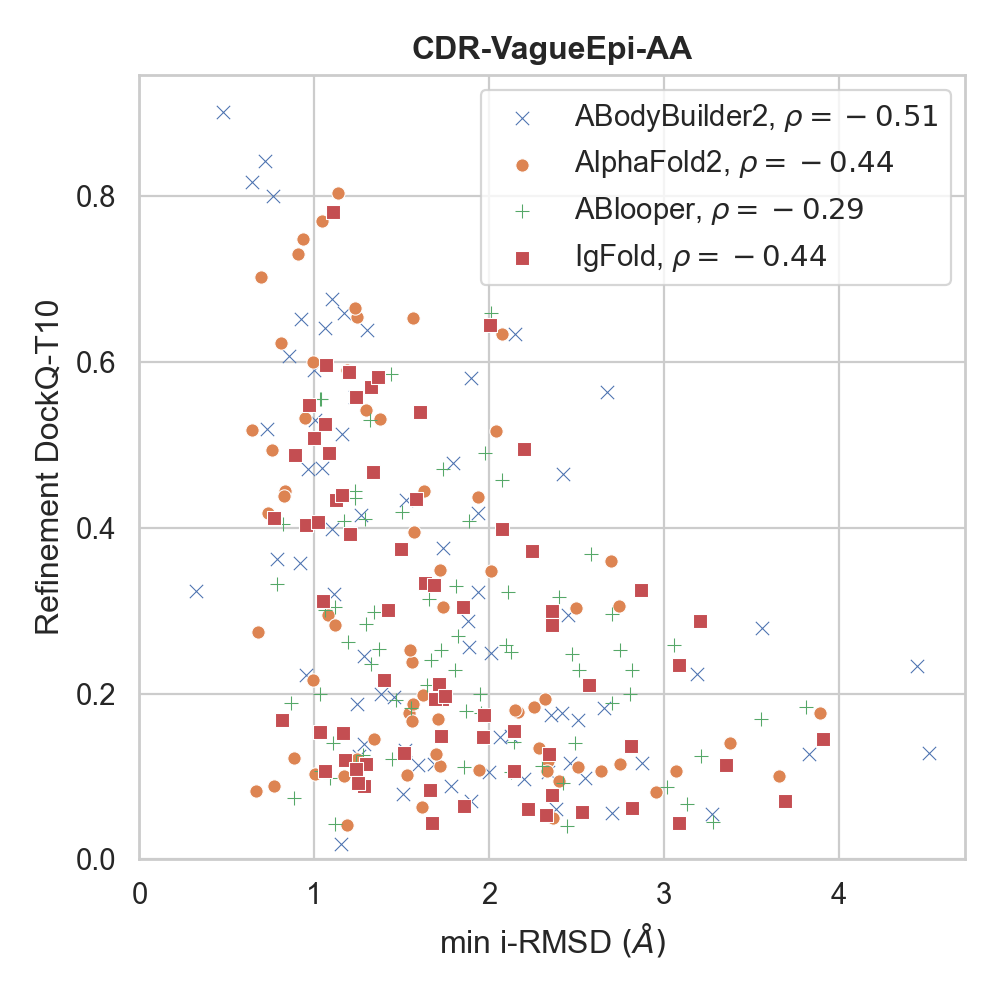 CDR-VagueEpi-AA
ABodyBuilder2, ρ = −0.51
AlphaFold2, ρ = −0.44
ABlooper, ρ = −0.29
IgFold, ρ = −0.44
Refinement DockQ-T10
0.8
0.6
0.4
0.2
0.0
0 1 2 3 4
min i-RMSD (Å)